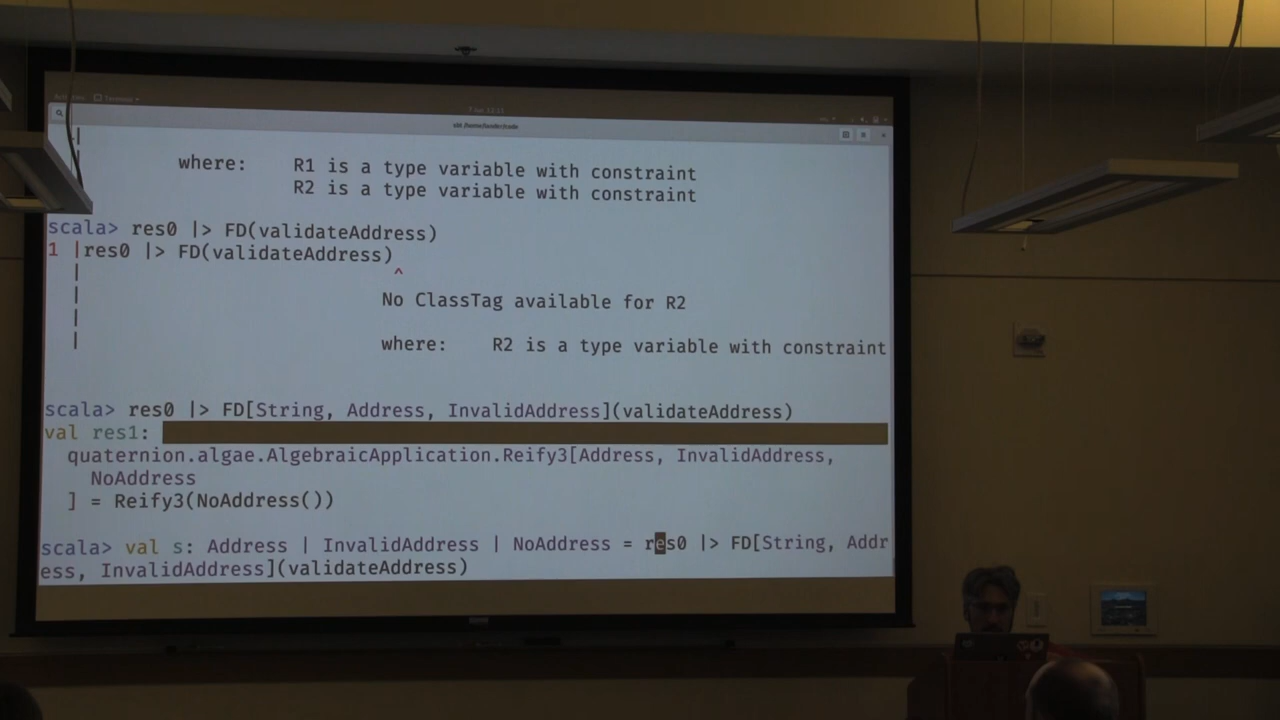 where: R1 is a type variable with constraint
R2 is a type variable with constraint
scala> res0 |> FD(validateAddress)
1 |res0 |> FD(validateAddress)
^
No ClassTag available for R2
where: R2 is a type variable with constraint
scala> res0 |> FD[String, Address, InvalidAddress](validateAddress)
val res1:
quaternion.algae.AlgebraicApplication.Reify3[Address, InvalidAddress,
NoAddress
] = Reify3(NoAddress())
scala> val s: Address | InvalidAddress | NoAddress = res0 |> FD[String, Addr
ess, InvalidAddress](validateAddress)